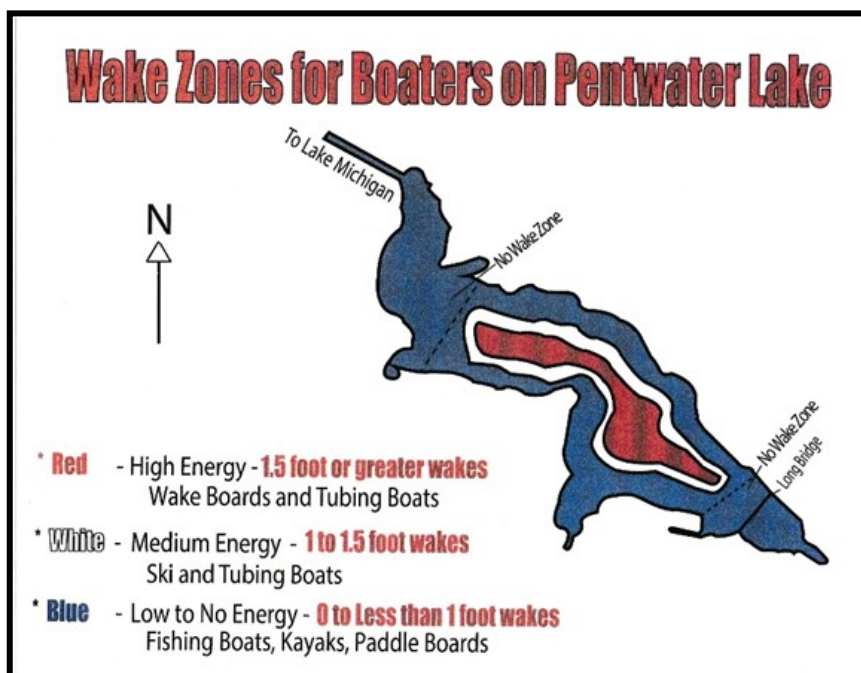 Wake Zones for Boaters on Pentwater Lake
To Lake Michigan
N
No Wake Zone
No Wake Zone
Long Bridge
* Red - High Energy - 1.5 foot or greater wakes
Wake Boards and Tubing Boats
* White - Medium Energy - 1 to 1.5 foot wakes
Ski and Tubing Boats
* Blue - Low to No Energy - 0 to Less than 1 foot wakes
Fishing Boats, Kayaks, Paddle Boards